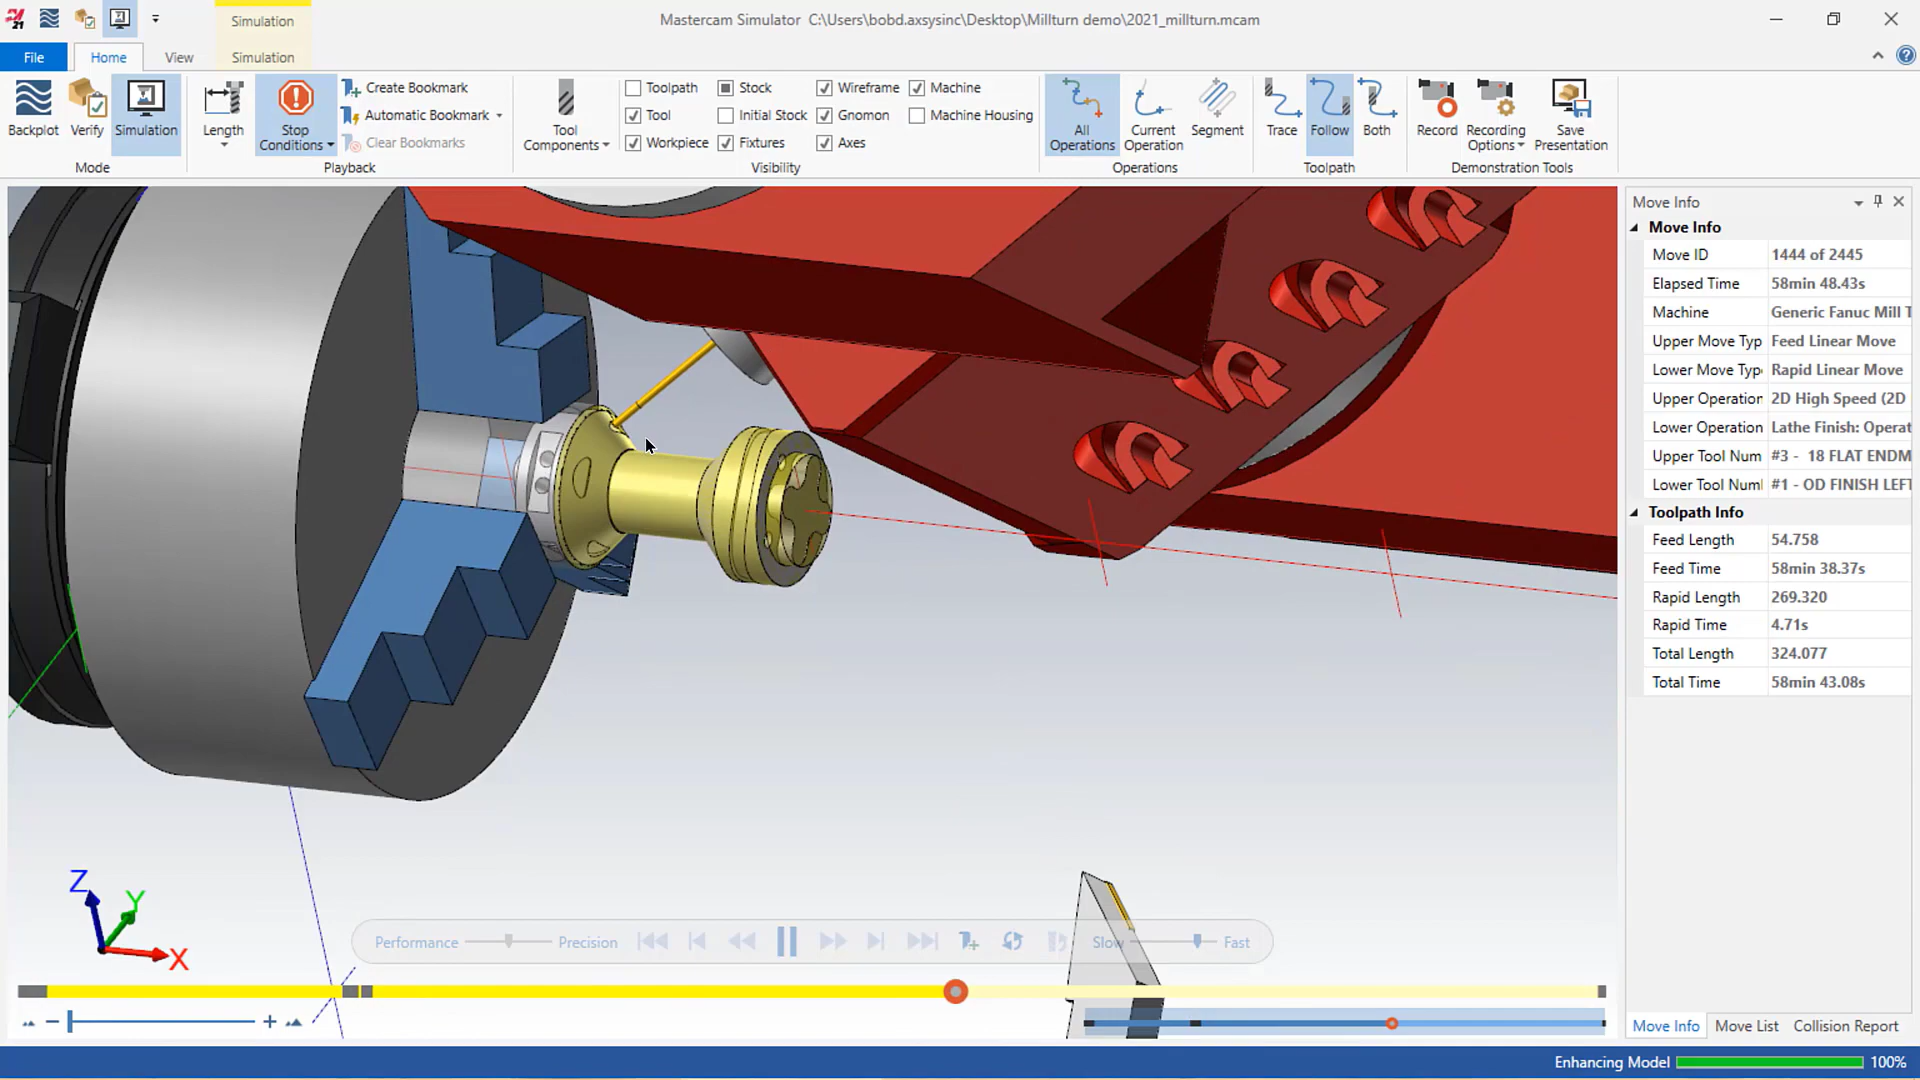 Simulation
Mastercam Simulator C:\Users\bobd.axsysinc\Desktop\Millturn demo\2021_millturn.mcam
File
Home
View
Simulation
Backplot
Verify
Simulation
Mode
Length
Stop Conditions
Create Bookmark
Automatic Bookmark
Clear Bookmarks
Playback
Tool Components
Toolpath
Stock
Wireframe
Machine
Tool
Initial Stock
Gnomon
Machine Housing
Workpiece
Fixtures
Axes
Visibility
All Operations
Current Operation
Segment
Operations
Trace
Follow
Both
Toolpath
Record
Recording Options
Save Presentation
Demonstration Tools
Move Info
Move Info
Move ID 1444 of 2445
Elapsed Time 58min 48.43s
Machine Generic Fanuc Mill T
Upper Move Typ Feed Linear Move
Lower Move Type Rapid Linear Move
Upper Operation 2D High Speed (2D
Lower Operation Lathe Finish: Operat
Upper Tool Num #3 - 18 FLAT ENDM
Lower Tool Numl #1 - OD FINISH LEFT
Toolpath Info
Feed Length 54.758
Feed Time 58min 38.37s
Rapid Length 269.320
Rapid Time 4.71s
Total Length 324.077
Total Time 58min 43.08s
Z
Y
X
Performance
Precision
Slow
Fast
Move Info
Move List
Collision Report
Enhancing Model 100%